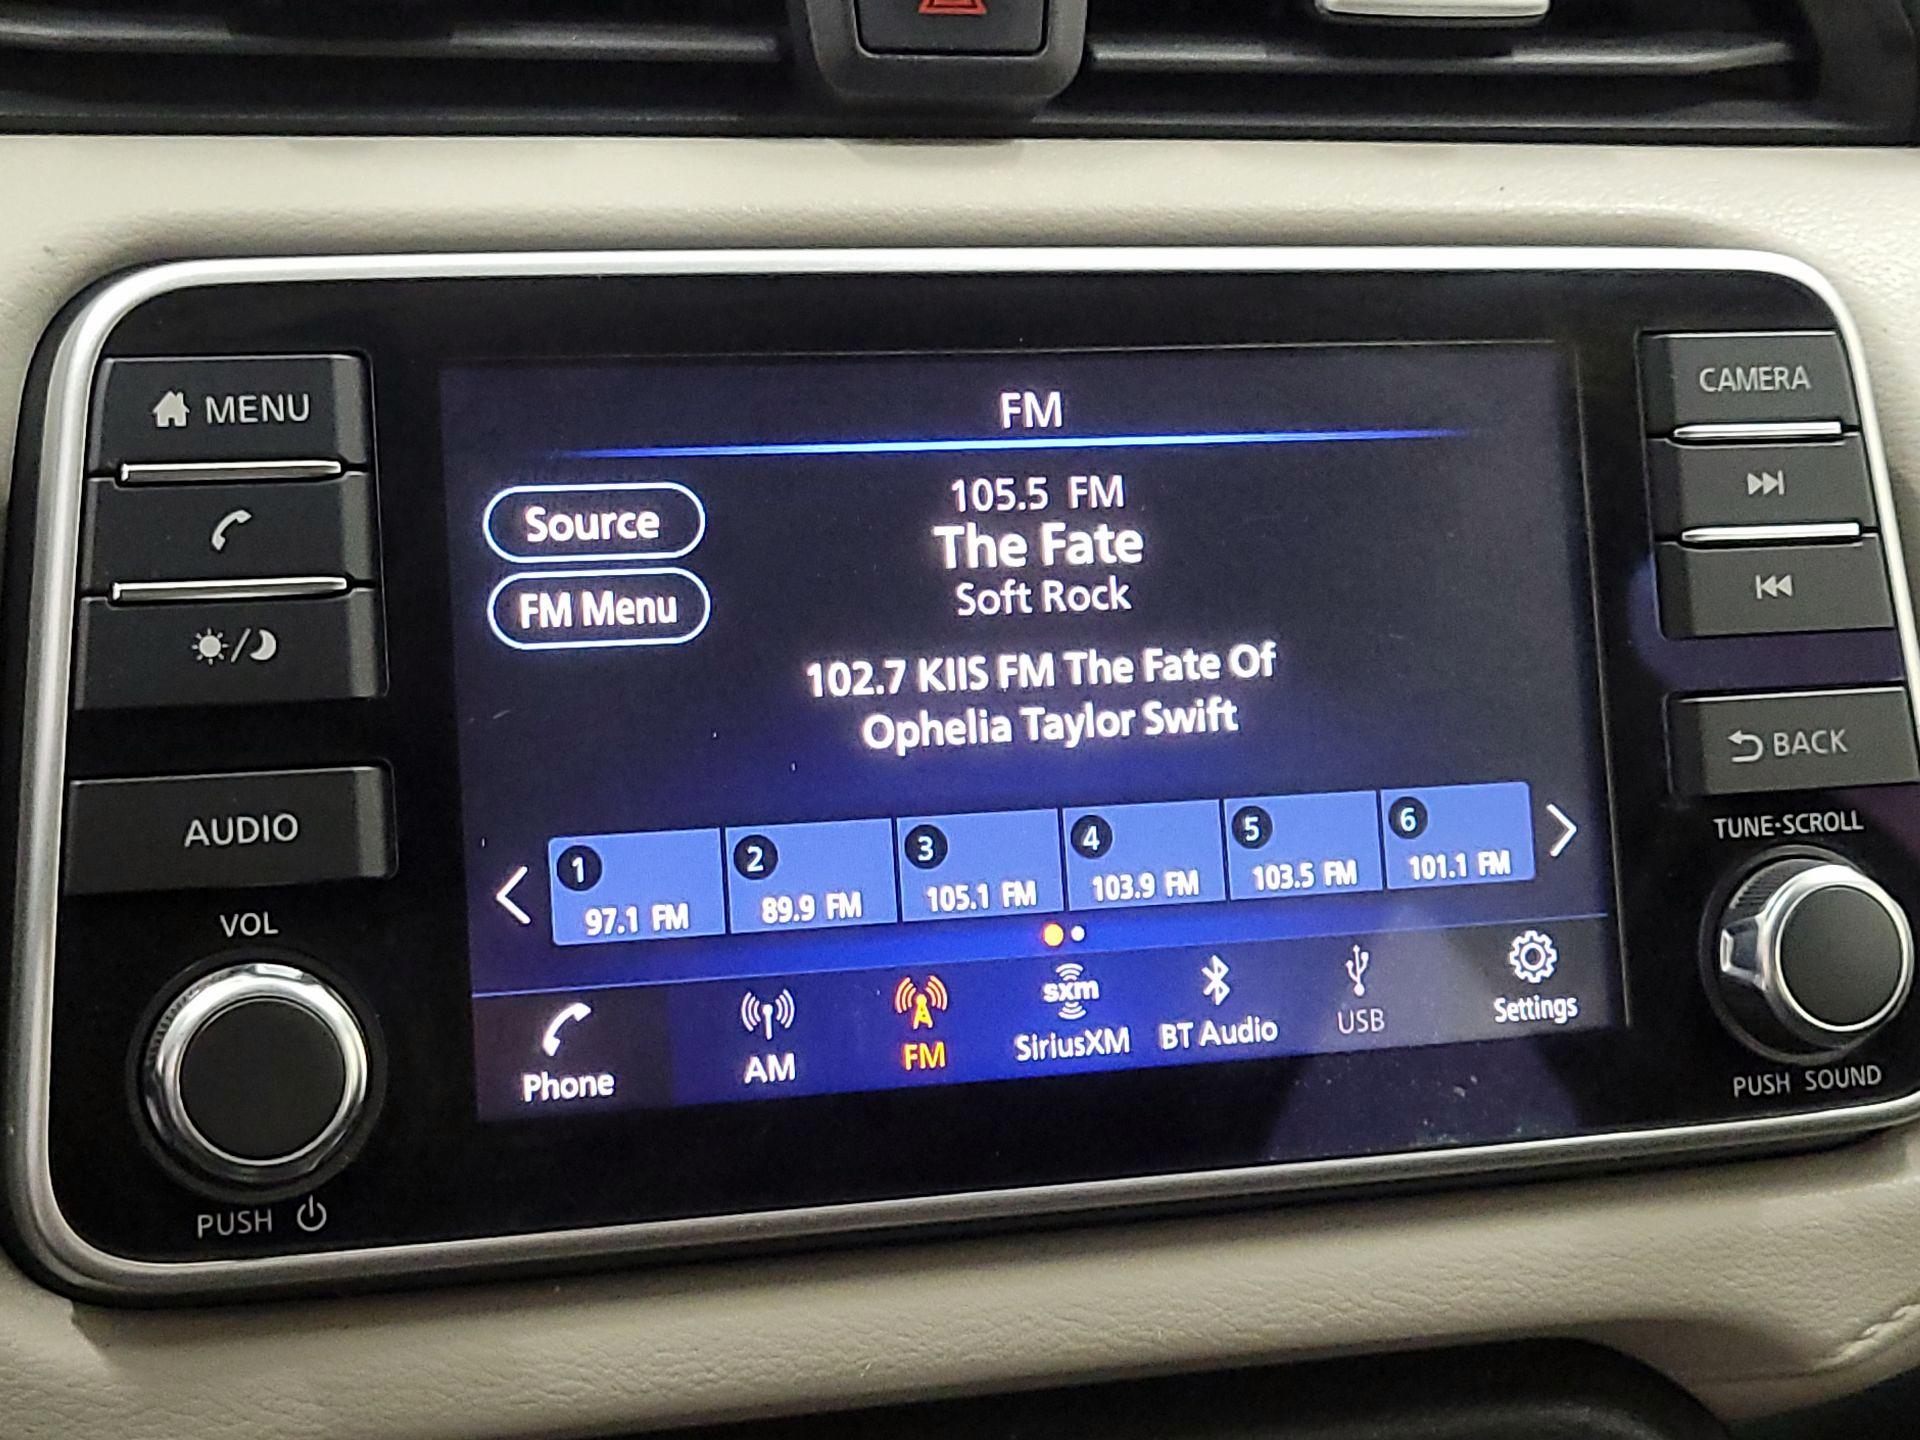 MENU
AUDIO
VOL
PUSH
FM
Source
FM Menu
105.5 FM
The Fate
Soft Rock
102.7 KIIS FM The Fate Of
Ophelia Taylor Swift
1
97.1 FM
2
89.9 FM
3
105.1 FM
4
103.9 FM
5
103.5 FM
6
101.1 FM
Phone
AM
FM
sxm
SiriusXM
BT Audio
USB
Settings
CAMERA
BACK
TUNE·SCROLL
PUSH SOUND